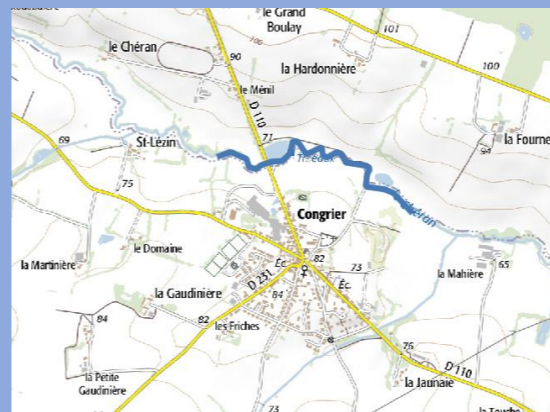 le Grand
Boulay
106
101
le Chéran
90
la Hardonnière
100
le Ménil
D 110
71
69
St-Lézin
la Fourne
94
75
Congrier
le Domaine
82
Éc.
73
la Martinière
D 231
la Mahière
65
84
Éc.
la Gaudinière
84
82
les Friches
76
D 110
la Petite
Gaudinière
la Jaunaie
73
la Touche